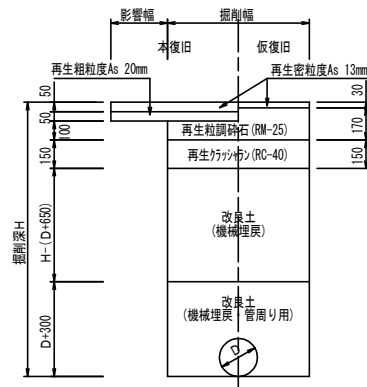 影響幅 掘削幅
本復旧 仮復旧
再生粗粒度As 20mm 再生密粒度As 13mm
50
50
100
150
H-(D+650)
D+300
掘削深H
30
170
150
再生粒調砕石(RM-25)
再生クラッシャラン(RC-40)
改良土
(機械埋戻)
改良土
(機械埋戻・管周り用)
D